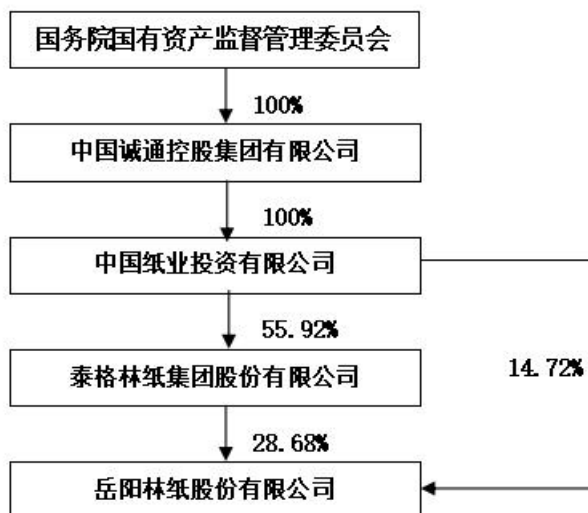 国务院国有资产监督管理委员会
100%
中国诚通控股集团有限公司
100%
中国纸业投资有限公司
55.92%
泰格林纸集团股份有限公司
14.72%
28.68%
岳阳林纸股份有限公司